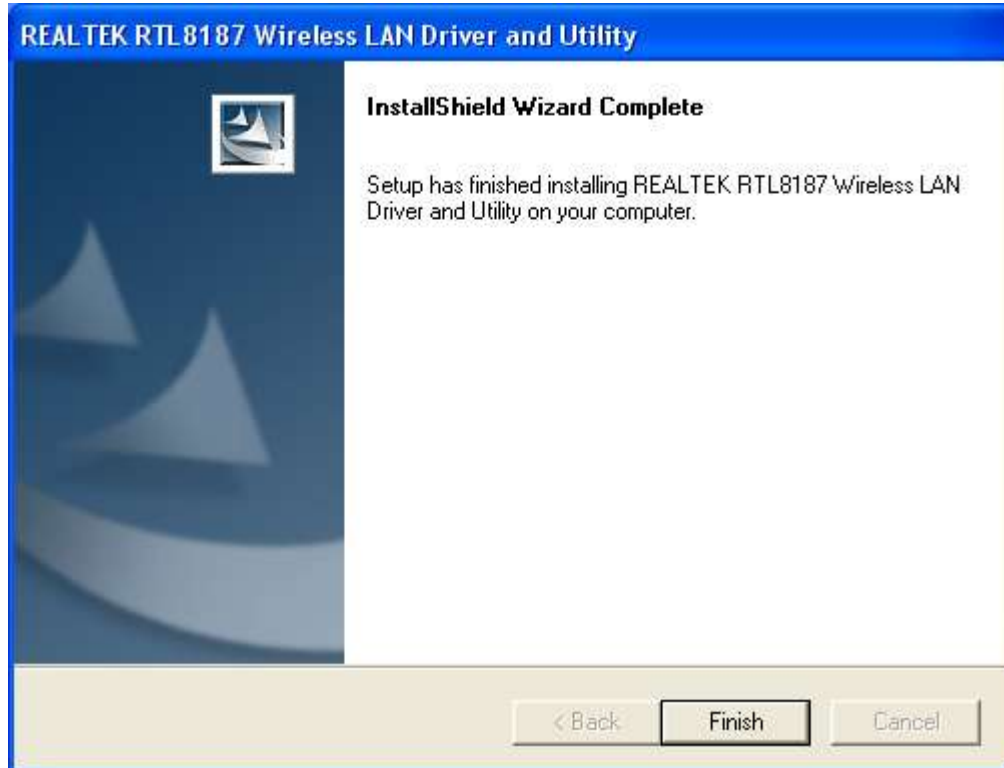 REALTEK RTL8187 Wireless LAN Driver and Utility
InstallShield Wizard Complete
Setup has finished installing REALTEK RTL8187 Wireless LAN
Driver and Utility on your computer.
< Back
Finish
Cancel